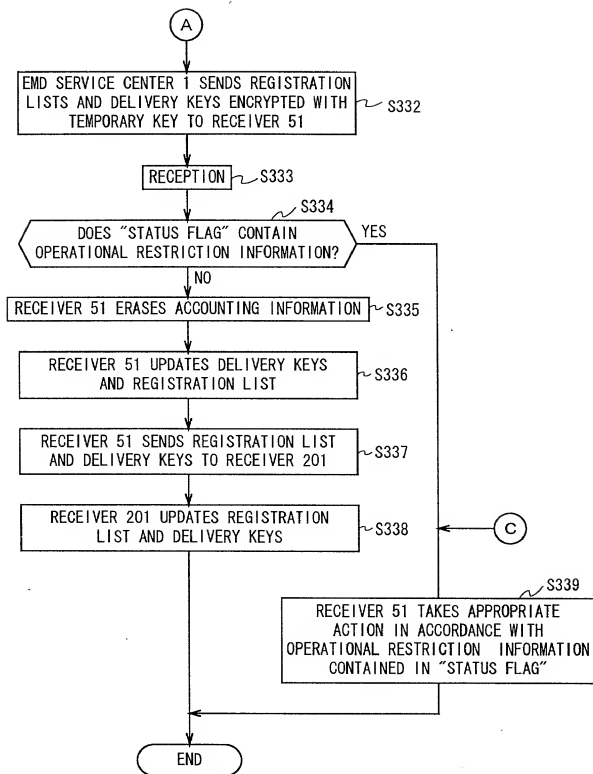 A
EMD SERVICE CENTER 1 SENDS REGISTRATION
LISTS AND DELIVERY KEYS ENCRYPTED WITH
TEMPORARY KEY TO RECEIVER 51
S332
RECEPTION
S333
S334
DOES "STATUS FLAG" CONTAIN
OPERATIONAL RESTRICTION INFORMATION?
YES
NO
RECEIVER 51 ERASES ACCOUNTING INFORMATION
S335
RECEIVER 51 UPDATES DELIVERY KEYS
AND REGISTRATION LIST
S336
RECEIVER 51 SENDS REGISTRATION LIST
AND DELIVERY KEYS TO RECEIVER 201
S337
RECEIVER 201 UPDATES REGISTRATION
LIST AND DELIVERY KEYS
S338
C
S339
RECEIVER 51 TAKES APPROPRIATE
ACTION IN ACCORDANCE WITH
OPERATIONAL RESTRICTION INFORMATION
CONTAINED IN "STATUS FLAG"
END